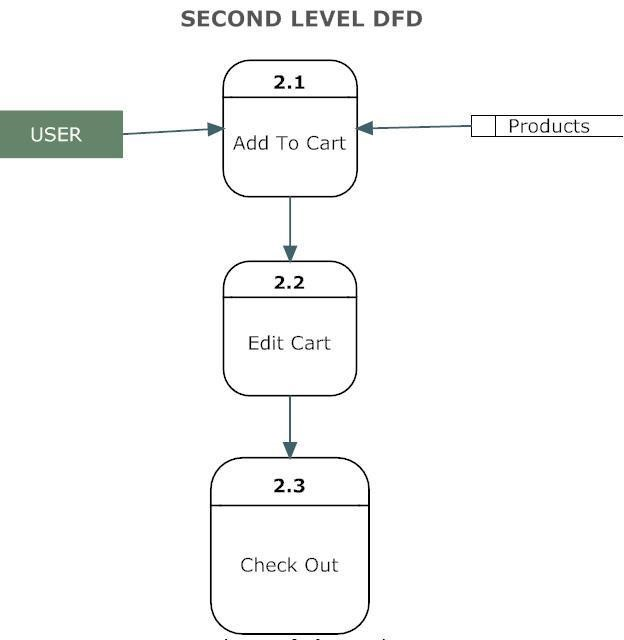 SECOND LEVEL DFD
2.1
USER
Products
Add To Cart
2.2
Edit Cart
2.3
Check Out